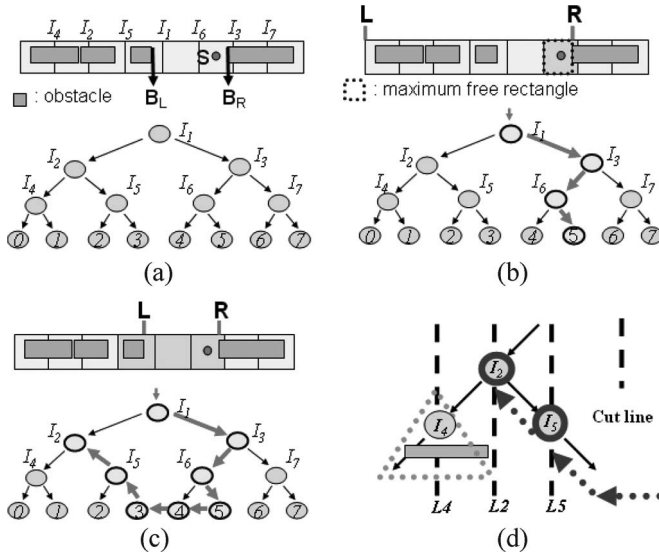 I4 I2 I5 I1 I6 I3 I7
S
BL BR
: obstacle
I1
I2 I3
I4 I5 I6 I7
0 1 2 3 4 5 6 7
(a)
L R
: maximum free rectangle
I1
I2 I3
I4 I5 I6 I7
0 1 2 3 4 5 6 7
(b)
L R
I1
I2 I3
I4 I5 I6 I7
0 1 2 3 4 5 6 7
(c)
I2
I4 I5
Cut line
L4 L2 L5
(d)